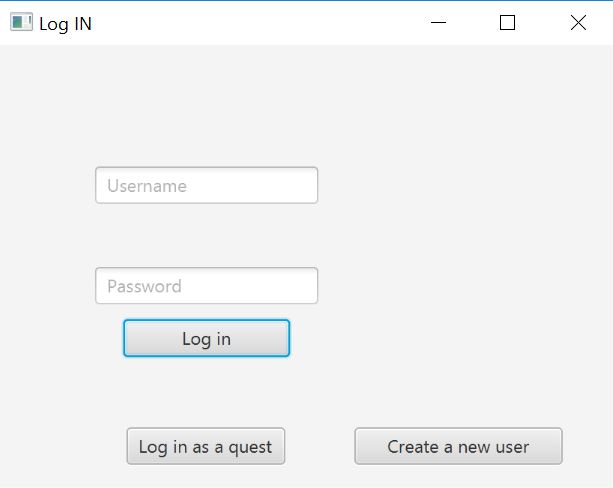 Log IN
Username
Password
Log in
Log in as a quest
Create a new user